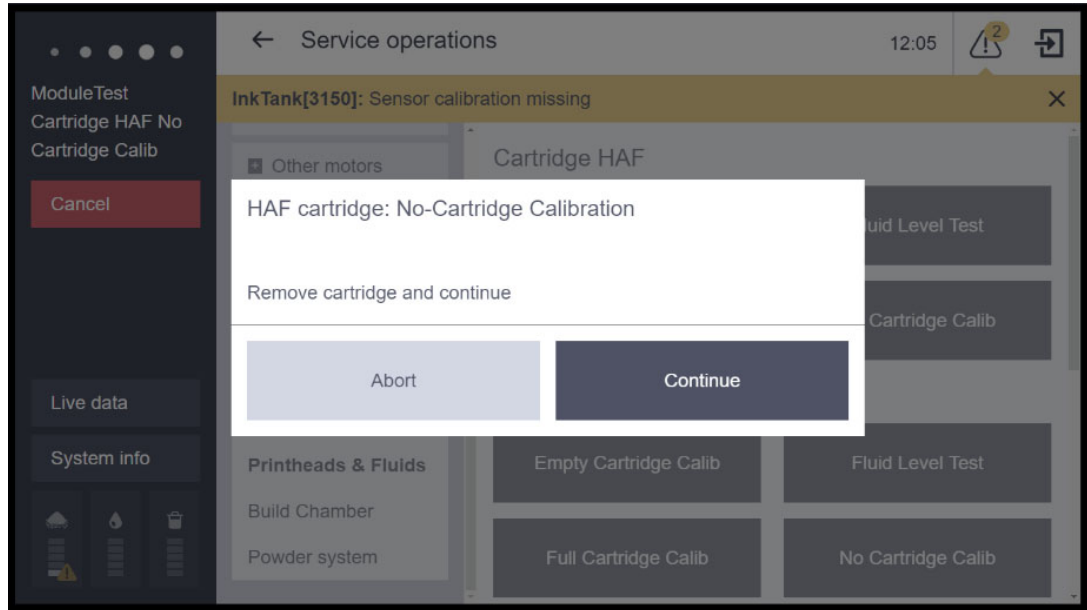 ModuleTest
Cartridge HAF No
Cartridge Calib
Cancel
Live data
System info
← Service operations
12:05
2
InkTank[3150]: Sensor calibration missing
Other motors
Cartridge HAF
HAF cartridge: No-Cartridge Calibration
Remove cartridge and continue
Abort
Continue
Level Test
Cartridge Calib
Printheads & Fluids
Build Chamber
Powder system
Empty Cartridge Calib
Fluid Level Test
Full Cartridge Calib
No Cartridge Calib